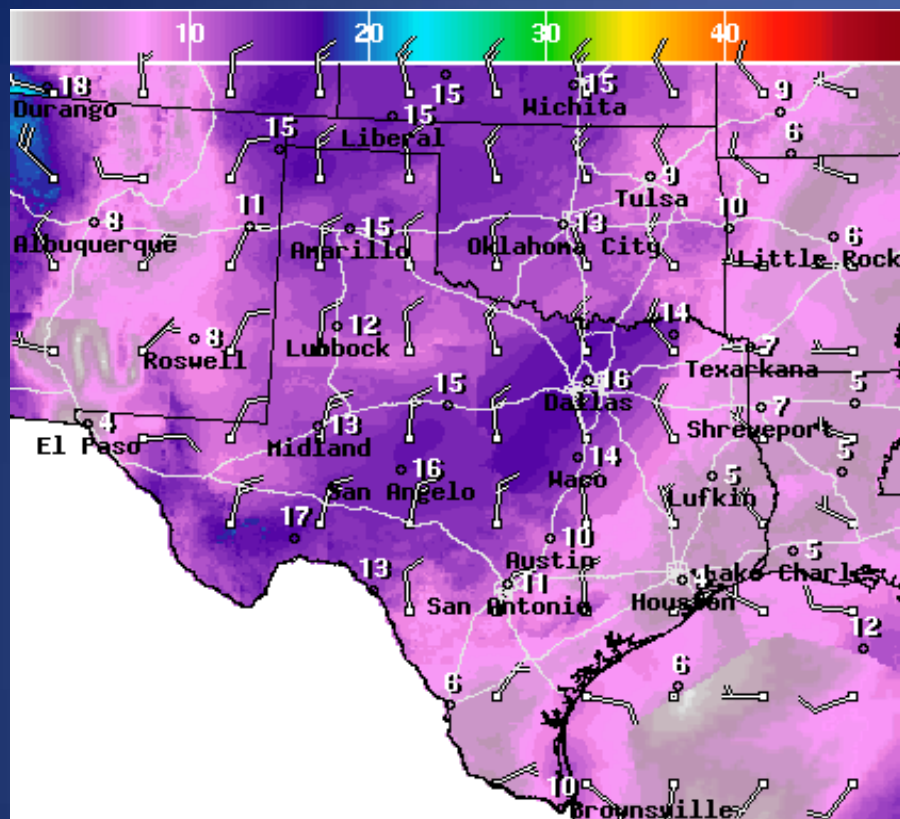 10 20 30 40
18 15 15 9
Durango Wichita
15 15 6
Liberal
9
Tulsa
8 11 15 13 10 6
Albuquerque Amarillo Oklahoma City Little Rock
8 12 14 7
Roswell Lubbock Texarkana
15 16 7 5
Dallas
4 13 Shreveport
El Paso Midland
16 14 5 5
San Angelo Waco Lufkin
17 10 5
Austin
13 11 4 Lake Charles
San Antonio Houston
12
6 6
10
Brownsville